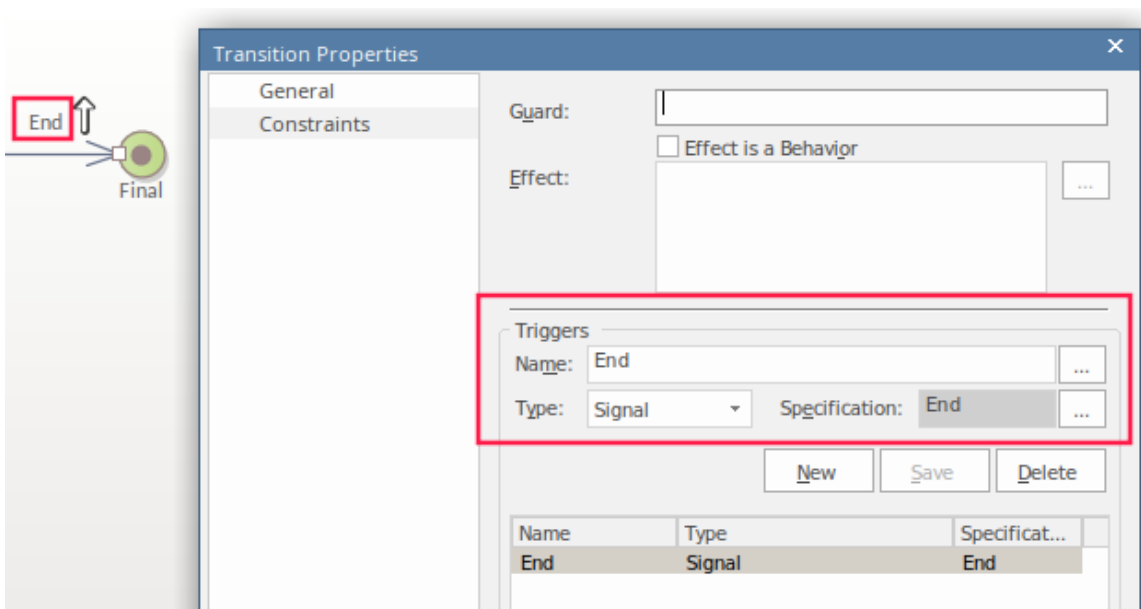 Transition Properties
General
Constraints
End
Final
Guard:
Effect is a Behavior
Effect:
...
Triggers
Name: End ...
Type: Signal Specification: End ...
New Save Delete
Name Type Specificat...
End Signal End